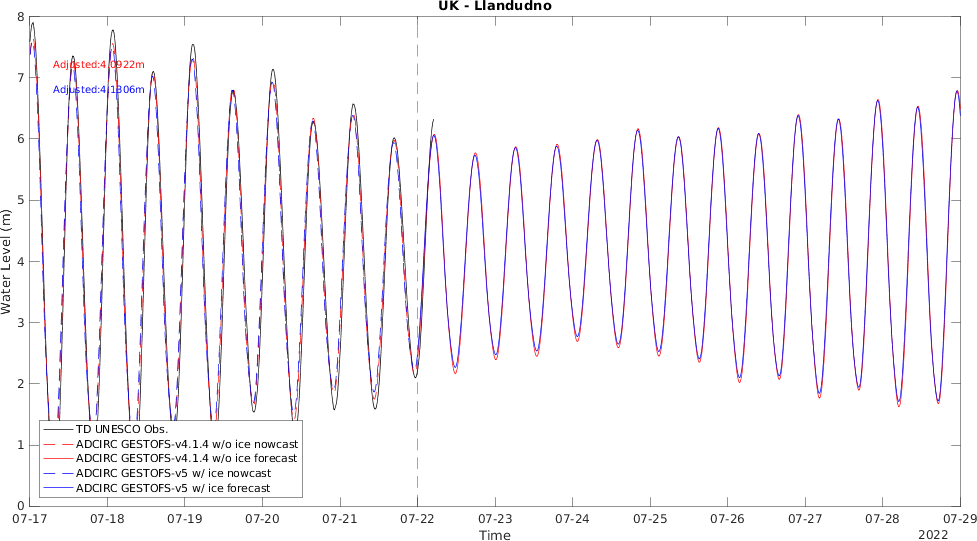 UK - Llandudno
8
7
6
5
4
3
2
1
0
Water Level (m)
Adjusted:4.0922m
Adjusted:4.1306m
TD UNESCO Obs.
ADCIRC GESTOFS-v4.1.4 w/o ice nowcast
ADCIRC GESTOFS-v4.1.4 w/o ice forecast
ADCIRC GESTOFS-v5 w/ ice nowcast
ADCIRC GESTOFS-v5 w/ ice forecast
07-17 07-18 07-19 07-20 07-21 07-22 07-23 07-24 07-25 07-26 07-27 07-28 07-29
Time
2022